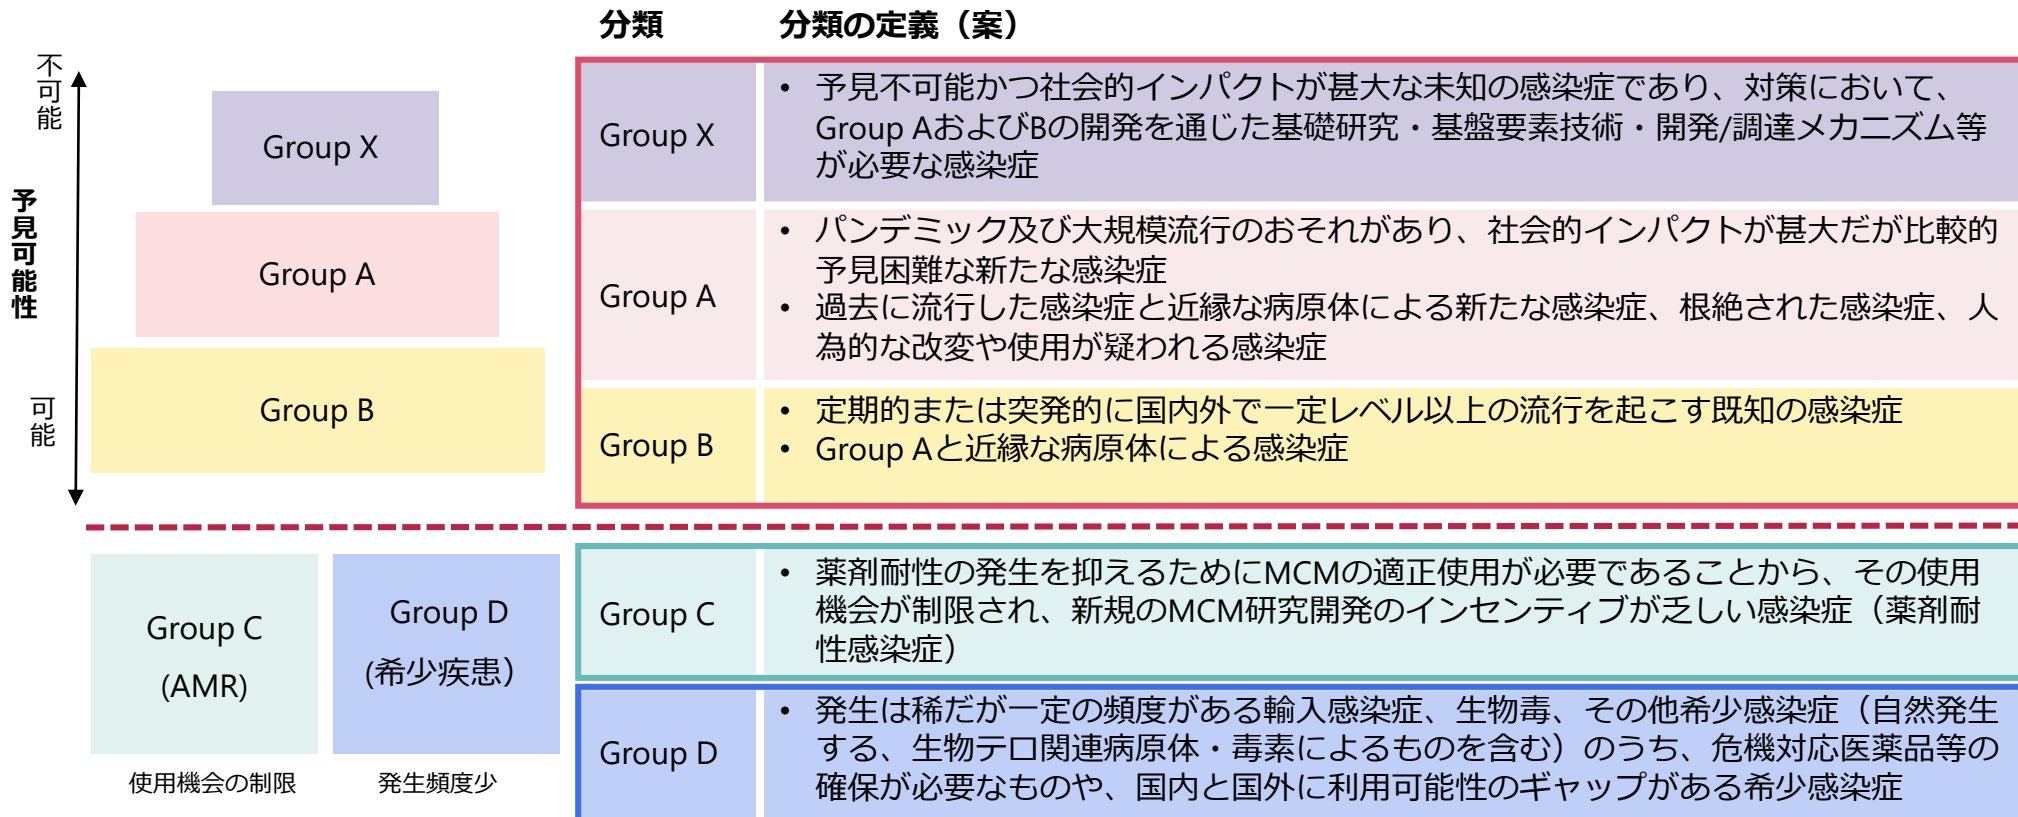 分類
分類の定義（案）
不可能
予見可能性
可能
Group X
Group A
Group B
Group X
• 予見不可能かつ社会的インパクトが甚大な未知の感染症であり、対策において、
Group AおよびBの開発を通じた基礎研究・基盤要素技術・開発/調達メカニズム等
が必要な感染症
Group A
• パンデミック及び大規模流行のおそれがあり、社会的インパクトが甚大だが比較的
予見困難な新たな感染症
• 過去に流行した感染症と近縁な病原体による新たな感染症、根絶された感染症、人
為的な改変や使用が疑われる感染症
Group B
• 定期的または突発的に国内外で一定レベル以上の流行を起こす既知の感染症
• Group Aと近縁な病原体による感染症
Group C
(AMR)
使用機会の制限
Group D
(希少疾患）
発生頻度少
Group C
• 薬剤耐性の発生を抑えるためにMCMの適正使用が必要であることから、その使用
機会が制限され、新規のMCM研究開発のインセンティブが乏しい感染症（薬剤耐
性感染症）
Group D
• 発生は稀だが一定の頻度がある輸入感染症、生物毒、その他希少感染症（自然発生
する、生物テロ関連病原体・毒素によるものを含む）のうち、危機対応医薬品等の
確保が必要なものや、国内と国外に利用可能性のギャップがある希少感染症